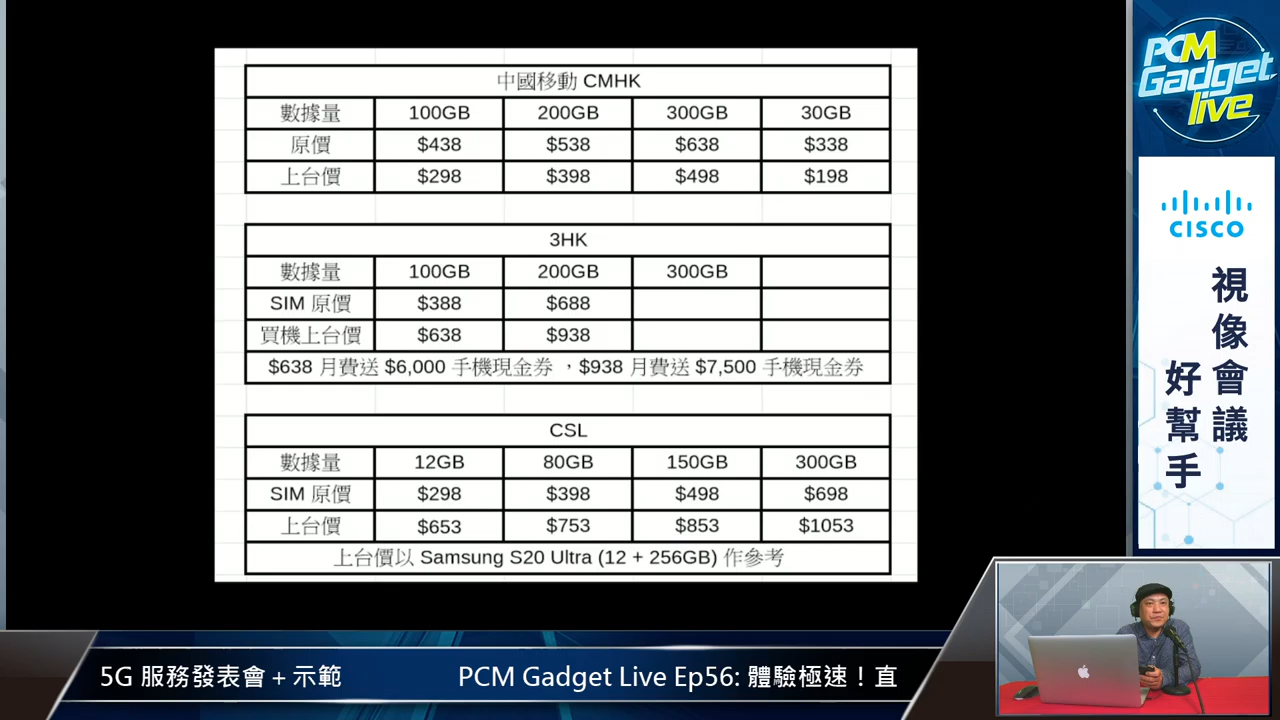 中國移動 CMHK
數據量 100GB 200GB 300GB 30GB
原價 $438 $538 $638 $338
上台價 $298 $398 $498 $198
3HK
數據量 100GB 200GB 300GB
SIM 原價 $388 $688
買機上台價 $638 $938
$638 月費送 $6,000 手機現金券 ，$938 月費送 $7,500 手機現金券
CSL
數據量 12GB 80GB 150GB 300GB
SIM 原價 $298 $398 $498 $698
上台價 $653 $753 $853 $1053
上台價以 Samsung S20 Ultra (12 + 256GB) 作參考
PCM
Gadget
live
CISCO
視像會議
好幫手
5G 服務發表會 + 示範
PCM Gadget Live Ep56: 體驗極速！直